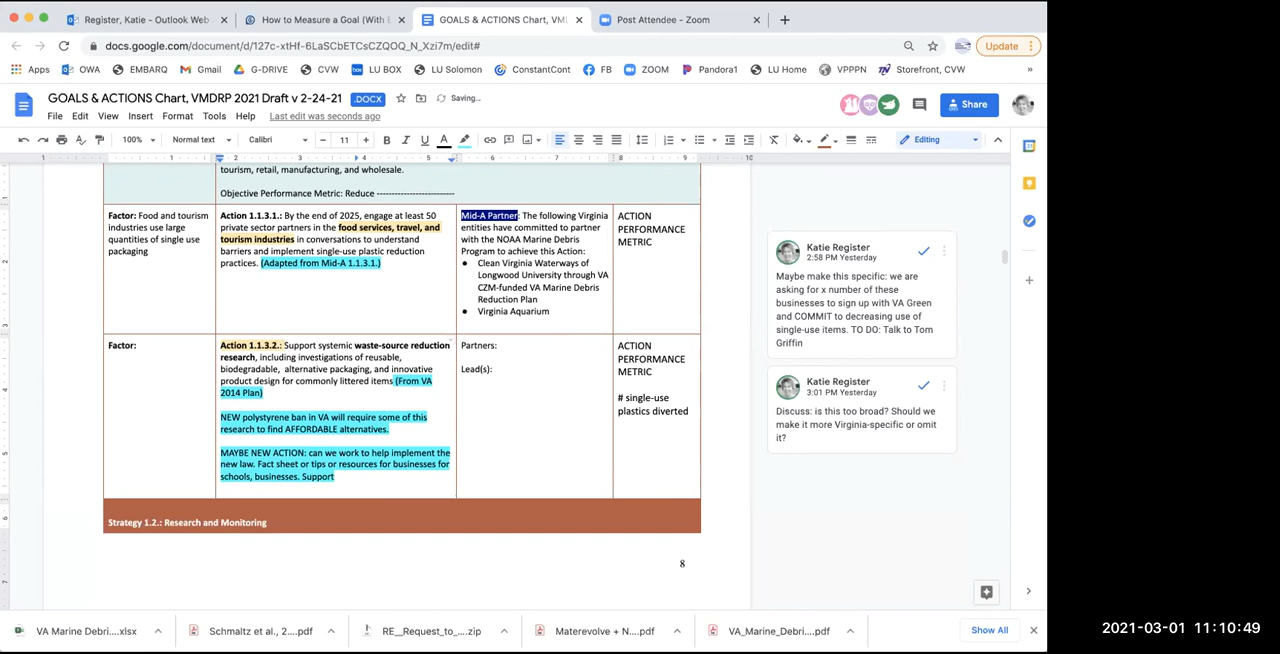 Register, Katie - Outlook Web
How to Measure a Goal (With E
GOALS & ACTIONS Chart, VMD
Post Attendee - Zoom
docs.google.com/document/d/127c-xtHf-6LaSCbETCsCZQOQ_N_Xzi7m/edit#
Update
Apps OWA EMBARQ Gmail G-DRIVE CVW LU BOX LU Solomon ConstantCont FB ZOOM Pandora1 LU Home VPPPN Storefront, CVW »
GOALS & ACTIONS Chart, VMDRP 2021 Draft v 2-24-21 .DOCX Saving...
File Edit View Insert Format Tools Help Last edit was seconds ago
Share
100% Normal text Calibri 11 B I U A Editing
1 1 2 3 4 5 6 7 8 9 10
tourism, retail, manufacturing, and wholesale.
Objective Performance Metric: Reduce --------------------------
Factor: Food and tourism
industries use large
quantities of single use
packaging
Action 1.1.3.1.: By the end of 2025, engage at least 50
private sector partners in the food services, travel, and
tourism industries in conversations to understand
barriers and implement single-use plastic reduction
practices. (Adapted from Mid-A 1.1.3.1.)
Mid-A Partner: The following Virginia
entities have committed to partner
with the NOAA Marine Debris
Program to achieve this Action:
● Clean Virginia Waterways of
Longwood University through VA
CZM-funded VA Marine Debris
Reduction Plan
● Virginia Aquarium
ACTION
PERFORMANCE
METRIC
Factor:
Action 1.1.3.2.: Support systemic waste-source reduction
research, including investigations of reusable,
biodegradable, alternative packaging, and innovative
product design for commonly littered items (From VA
2014 Plan)
NEW polystyrene ban in VA will require some of this
research to find AFFORDABLE alternatives.
MAYBE NEW ACTION: can we work to help implement the
new law. Fact sheet or tips or resources for businesses for
schools, businesses. Support
Partners:
Lead(s):
ACTION
PERFORMANCE
METRIC
# single-use
plastics diverted
Strategy 1.2.: Research and Monitoring
8
Katie Register
2:58 PM Yesterday
Maybe make this specific: we are
asking for x number of these
businesses to sign up with VA Green
and COMMIT to decreasing use of
single-use items. TO DO: Talk to Tom
Griffin
Katie Register
3:01 PM Yesterday
Discuss: is this too broad? Should we
make it more Virginia-specific or omit
it?
VA Marine Debri....xlsx
Schmaltz et al., 2....pdf
RE__Request_to_....zip
Materevolve + N....pdf
VA_Marine_Debri....pdf
Show All
2021-03-01 11:10:49